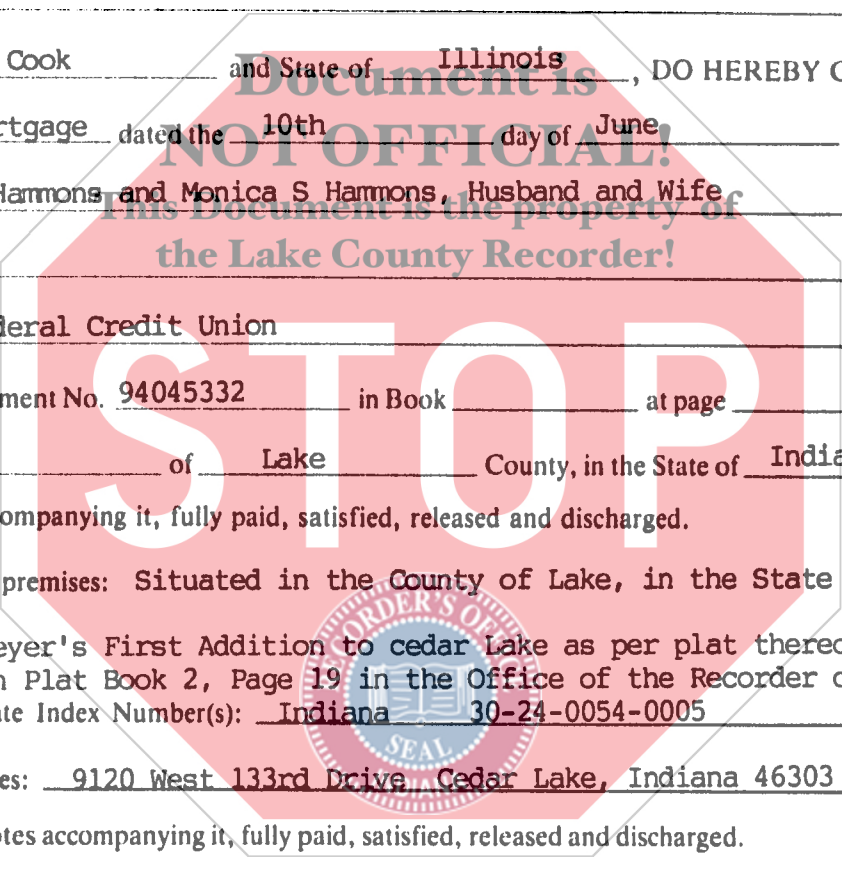 Cook and State of Illinois, DO HEREBY C
rtgage dated the 10th day of June,
Hammons and Monica S Hammons, Husband and Wife
deral Credit Union
ment No. 94045332 in Book at page
of Lake County, in the State of India
ompanying it, fully paid, satisfied, released and discharged.
premises: Situated in the County of Lake, in the State
eyer's First Addition to cedar Lake as per plat thereo
n Plat Book 2, Page 19 in the Office of the Recorder o
ate Index Number(s): Indiana 30-24-0054-0005
es: 9120 West 133rd Drive Cedar Lake, Indiana 46303
otes accompanying it, fully paid, satisfied, released and discharged.
Document is
NOT OFFICIAL!
This Document is the property of
the Lake County Recorder!
STOP
RECORDER'S OFFICE
SEAL
INDIANA